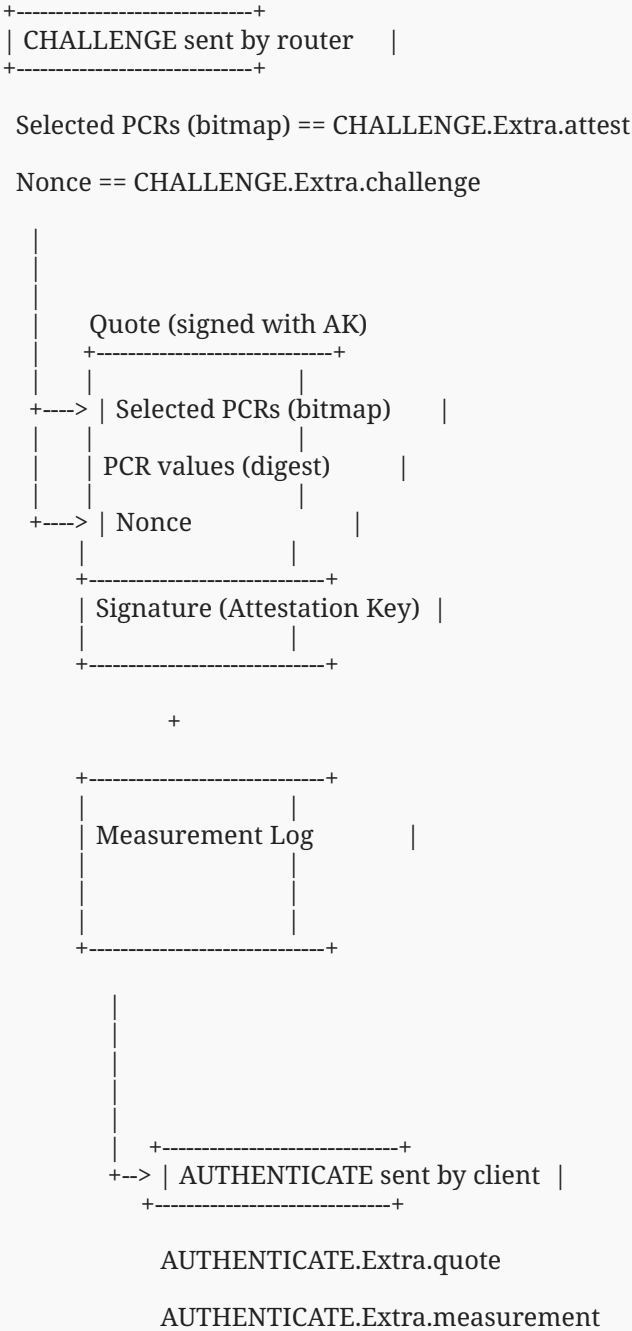 +------------------------------+
| CHALLENGE sent by router |
+------------------------------+
Selected PCRs (bitmap) == CHALLENGE.Extra.attest
Nonce == CHALLENGE.Extra.challenge
|
|
|
| Quote (signed with AK)
| +------------------------------+
| | |
+----> | Selected PCRs (bitmap) |
| | |
| | PCR values (digest) |
| | |
+----> | Nonce |
| |
+------------------------------+
| Signature (Attestation Key) |
| |
+------------------------------+
+
+------------------------------+
| |
| Measurement Log |
| |
| |
| |
+------------------------------+
|
|
|
|
|
| +------------------------------+
+--> | AUTHENTICATE sent by client |
+------------------------------+
AUTHENTICATE.Extra.quote
AUTHENTICATE.Extra.measurement